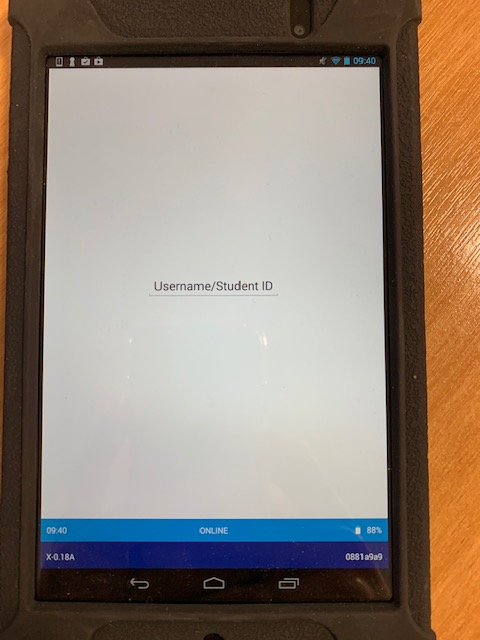 09:40
Username/Student ID
09:40 ONLINE 88%
X-0.18A 0881a9a9